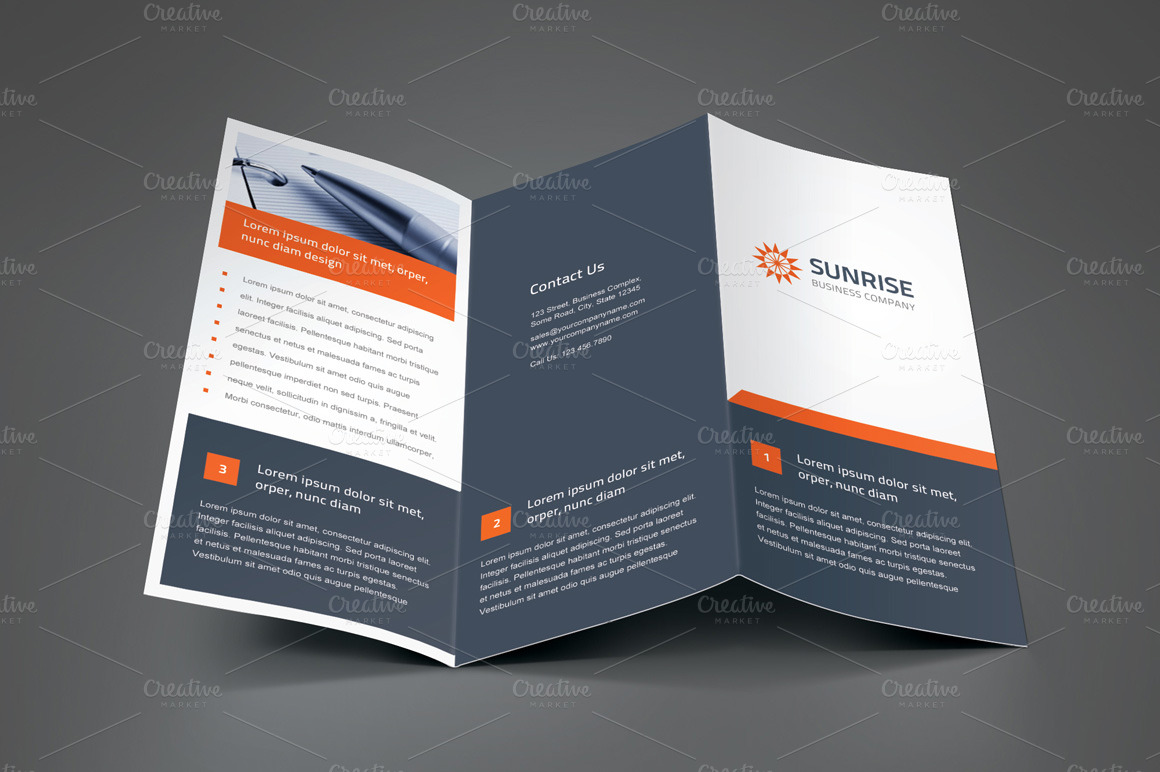 Lorem ipsum dolor sit met, orper,
nunc diam design
Lorem ipsum dolor sit amet, consectetur adipiscing
elit. Integer facilisis aliquet adipiscing. Sed porta
laoreet facilisis. Pellentesque habitant morbi tristique
senectus et netus et malesuada fames ac turpis
egestas. Vestibulum sit amet odio quis augue
pellentesque imperdiet non sed turpis. Praesent
neque velit, sollicitudin in dignissim a, fringilla et velit.
Morbi consectetur, odio mattis interdum ullamcorper,
3
Lorem ipsum dolor sit met,
orper, nunc diam
Lorem ipsum dolor sit amet, consectetur adipiscing elit.
Integer facilisis aliquet adipiscing. Sed porta laoreet
facilisis. Pellentesque habitant morbi tristique senectus
et netus et malesuada fames ac turpis egestas.
Vestibulum sit amet odio quis augue pellentesque
Contact Us
123 Street, Business Complex,
Some Road, City. State 12345
sales@yourcompanyname.com
www.yourcompanyname.com
Call Us: 123.456.7890
2
Lorem ipsum dolor sit met,
orper, nunc diam
Lorem ipsum dolor sit amet, consectetur adipiscing elit.
Integer facilisis aliquet adipiscing. Sed porta laoreet
facilisis. Pellentesque habitant morbi tristique senectus
et netus et malesuada fames ac turpis egestas.
Vestibulum sit amet odio quis augue pellentesque
SUNRISE
BUSINESS COMPANY
1
Lorem ipsum dolor sit met,
orper, nunc diam
Lorem ipsum dolor sit amet, consectetur adipiscing elit.
Integer facilisis aliquet adipiscing. Sed porta laoreet
facilisis. Pellentesque habitant morbi tristique senectus
et netus et malesuada fames ac turpis egestas.
Vestibulum sit amet odio quis augue pellentesque
Creative
MARKET